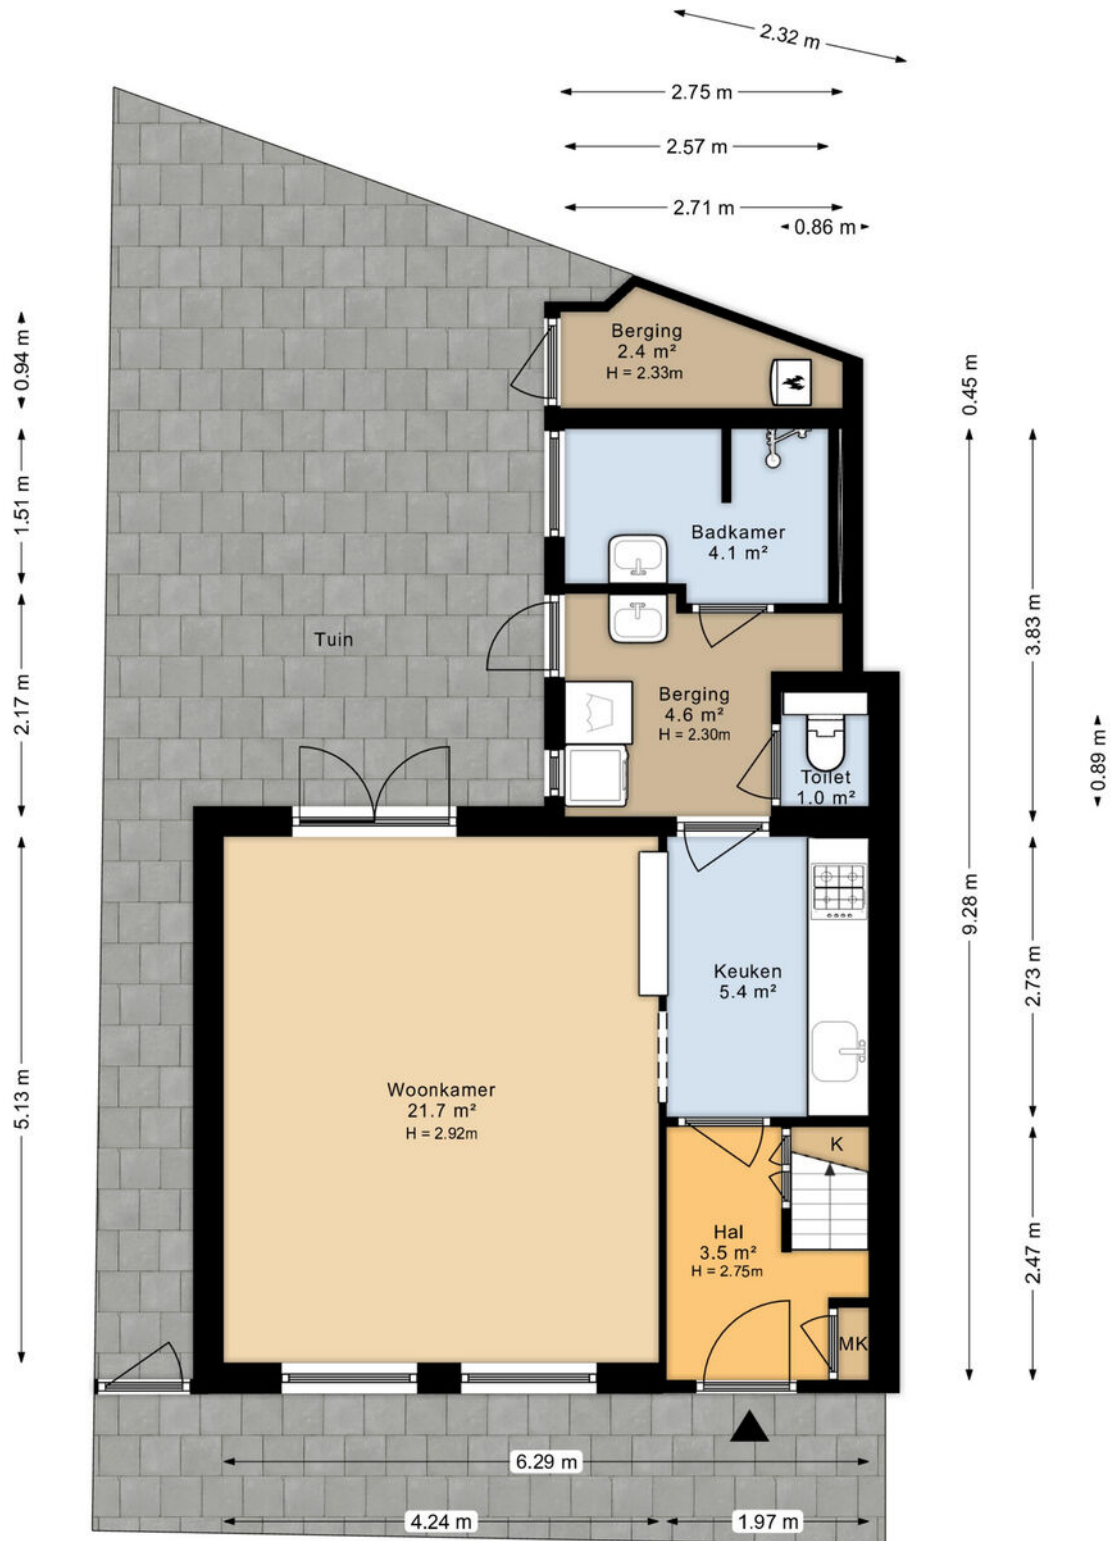 2.32 m
2.75 m
2.57 m
2.71 m
0.86 m
Berging
2.4 m²
H = 2.33m
0.94 m
0.45 m
1.51 m
Badkamer
4.1 m²
Tuin
3.83 m
2.17 m
Berging
4.6 m²
H = 2.30m
Toilet
1.0 m²
0.89 m
9.28 m
Keuken
5.4 m²
2.73 m
5.13 m
Woonkamer
21.7 m²
H = 2.92m
K
Hal
3.5 m²
H = 2.75m
2.47 m
MK
6.29 m
4.24 m
1.97 m